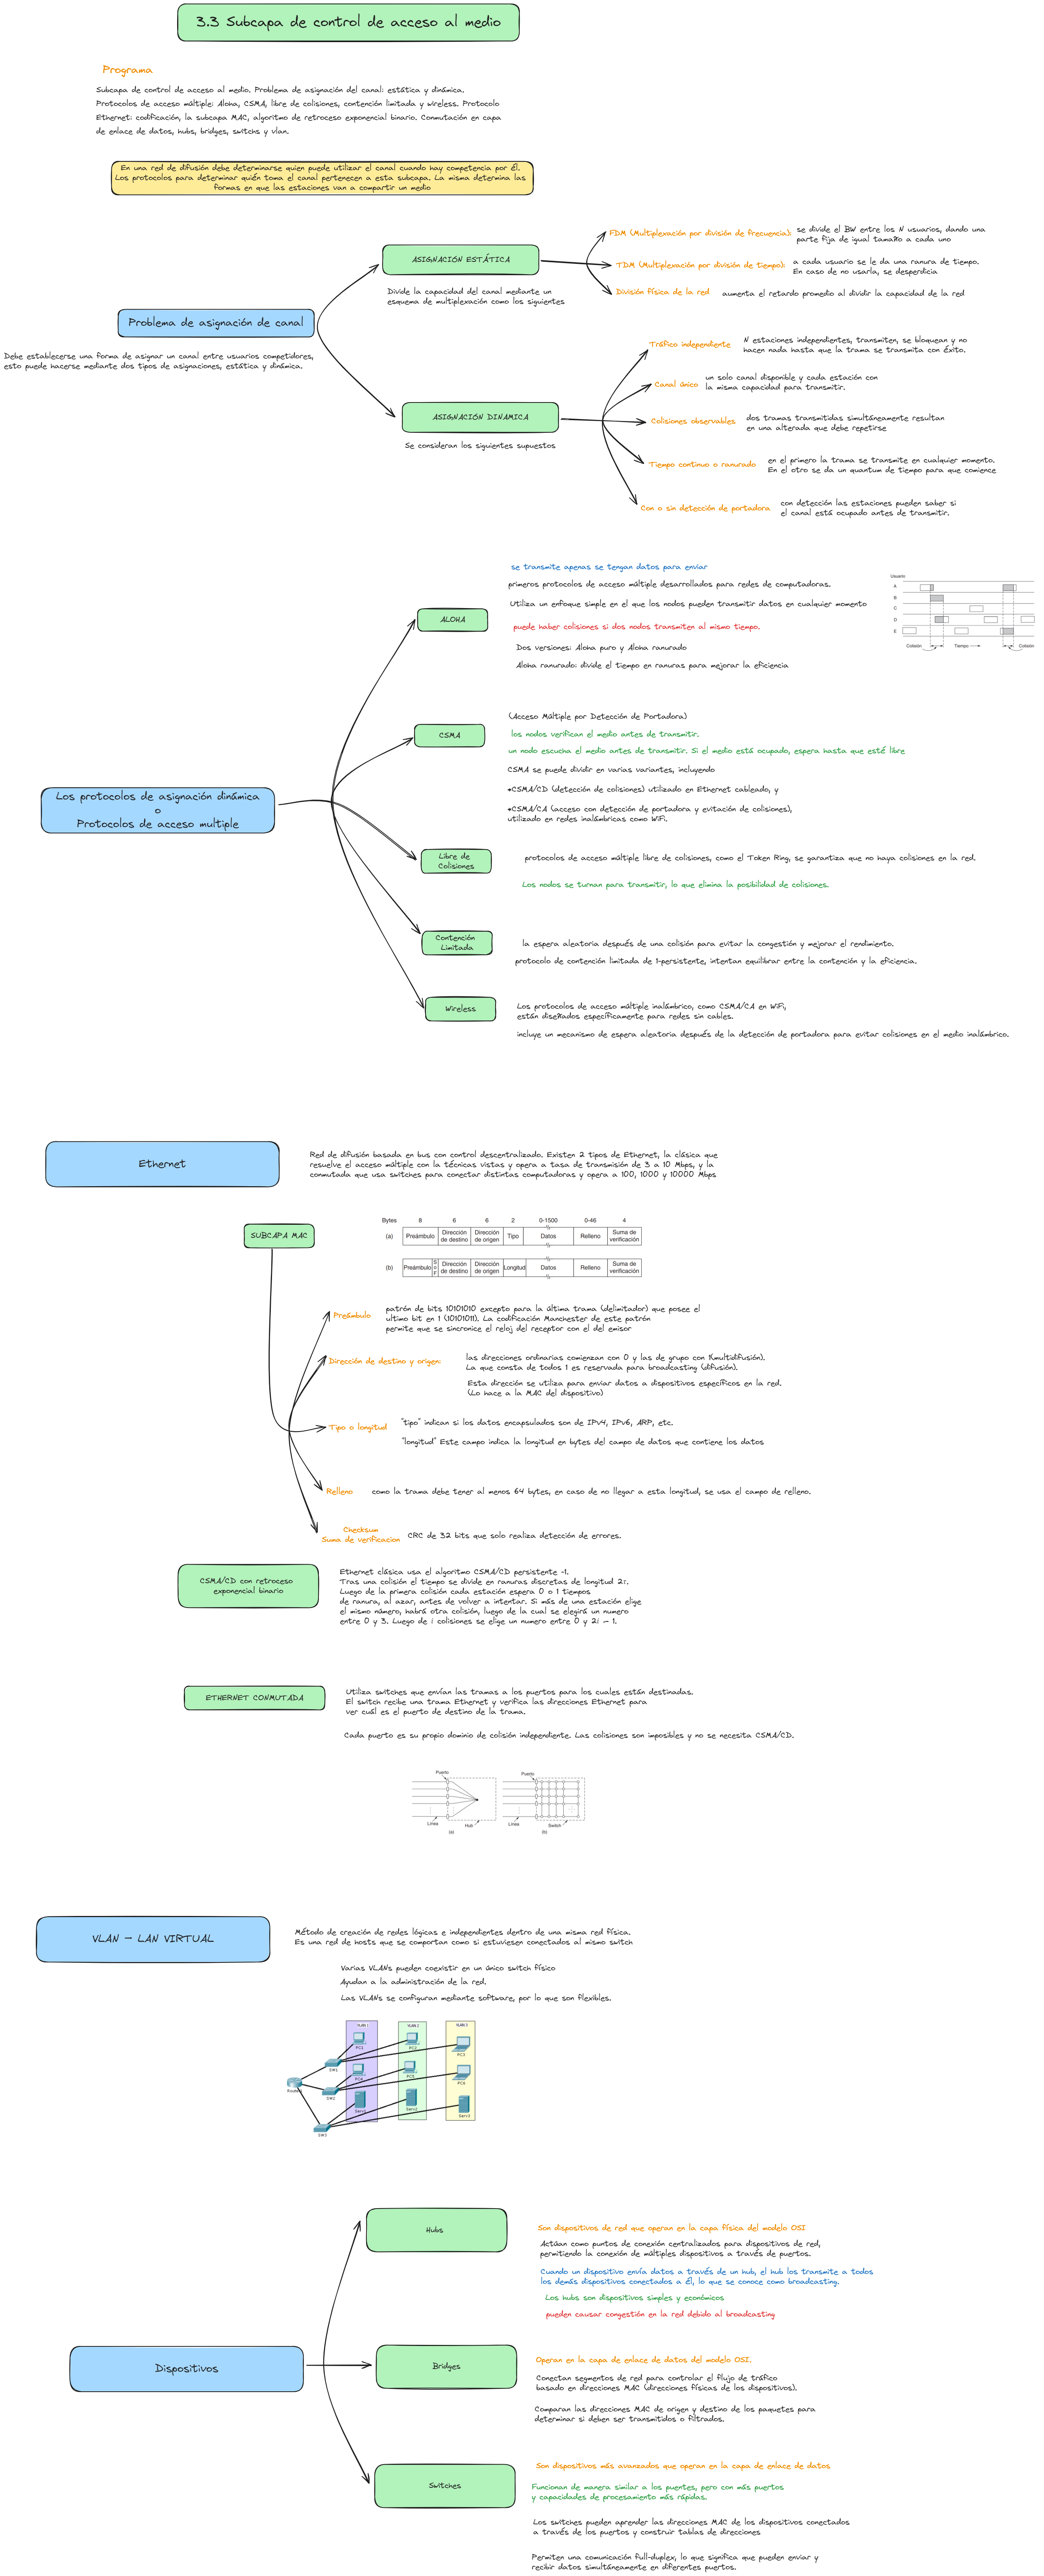 3.3 Subcapa de control de acceso al medio
Programa
Subcapa de control de acceso al medio. Problema de asignación del canal: estática y dinámica.
Protocolos de acceso múltiple: Aloha, CSMA, libre de colisiones, contención limitada y wireless. Protocolo
Ethernet: codificación, la subcapa MAC, algoritmo de retroceso exponencial binario. Conmutación en capa
de enlace de datos, hubs, bridges, switchs y vlan.
En una red de difusión debe determinarse quien puede utilizar el canal cuando hay competencia por él.
Los protocolos para determinar quién toma el canal pertenecen a esta subcapa. La misma determina las
formas en que las estaciones van a compartir un medio
Problema de asignación de canal
Debe establecerse una forma de asignar un canal entre usuarios competidores,
esto puede hacerse mediante dos tipos de asignaciones, estática y dinámica.
ASIGNACIÓN ESTÁTICA
Divide la capacidad del canal mediante un
esquema de multiplexación como los siguientes
FDM (Multiplexación por división de frecuencia):
se divide el BW entre los N usuarios, dando una
parte fija de igual tamaño a cada uno
TDM (Multiplexación por división de tiempo):
a cada usuario se le da una ranura de tiempo.
En caso de no usarla, se desperdicia
División física de la red
aumenta el retardo promedio al dividir la capacidad de la red
ASIGNACIÓN DINAMICA
Se consideran los siguientes supuestos
Tráfico independiente
N estaciones independientes, transmiten, se bloquean y no
hacen nada hasta que la trama se transmita con éxito.
Canal único
un solo canal disponible y cada estación con
la misma capacidad para transmitir.
Colisiones observables
dos tramas transmitidas simultáneamente resultan
en una alterada que debe repetirse
Tiempo continuo o ranurado
en el primero la trama se transmite en cualquier momento.
En el otro se da un quantum de tiempo para que comience
Con o sin detección de portadora
con detección las estaciones pueden saber si
el canal está ocupado antes de transmitir.
Los protocolos de asignación dinámica
o
Protocolos de acceso multiple
ALOHA
se transmite apenas se tengan datos para enviar
primeros protocolos de acceso múltiple desarrollados para redes de computadoras.
Utiliza un enfoque simple en el que los nodos pueden transmitir datos en cualquier momento
puede haber colisiones si dos nodos transmiten al mismo tiempo.
Dos versiones: Aloha puro y Aloha ranurado
Aloha ranurado: divide el tiempo en ranuras para mejorar la eficiencia
Usuario
A
B
C
D
E
Colisión
Tiempo
Colisión
CSMA
(Acceso Múltiple por Detección de Portadora)
los nodos verifican el medio antes de transmitir.
un nodo escucha el medio antes de transmitir. Si el medio está ocupado, espera hasta que esté libre
CSMA se puede dividir en varias variantes, incluyendo
*CSMA/CD (detección de colisiones) utilizado en Ethernet cableado, y
*CSMA/CA (acceso con detección de portadora y evitación de colisiones),
utilizado en redes inalámbricas como WiFi.
Libre de
Colisiones
protocolos de acceso múltiple libre de colisiones, como el Token Ring, se garantiza que no haya colisiones en la red.
Los nodos se turnan para transmitir, lo que elimina la posibilidad de colisiones.
Contención
Limitada
la espera aleatoria después de una colisión para evitar la congestión y mejorar el rendimiento.
protocolo de contención limitada de 1-persistente, intentan equilibrar entre la contención y la eficiencia.
Wireless
Los protocolos de acceso múltiple inalámbrico, como CSMA/CA en WiFi,
están diseñados específicamente para redes sin cables.
incluye un mecanismo de espera aleatoria después de la detección de portadora para evitar colisiones en el medio inalámbrico.
Ethernet
Red de difusión basada en bus con control descentralizado. Existen 2 tipos de Ethernet, la clásica que
resuelve el acceso múltiple con la técnicas vistas y opera a tasa de transmisión de 3 a 10 Mbps, y la
conmutada que usa switches para conectar distintas computadoras y opera a 100, 1000 y 10000 Mbps
SUBCAPA MAC
Bytes 8 6 6 2 0-1500 0-46 4
(a) Preámbulo Dirección de destino Dirección de origen Tipo Datos Relleno Suma de verificación
(b) Preámbulo S o F Dirección de destino Dirección de origen Longitud Datos Relleno Suma de verificación
Preámbulo
patrón de bits 10101010 excepto para la última trama (delimitador) que posee el
ultimo bit en 1 (10101011). La codificación Manchester de este patrón
permite que se sincronice el reloj del receptor con el del emisor
Dirección de destino y origen:
las direcciones ordinarias comienzan con 0 y las de grupo con 1(multidifusión).
La que consta de todos 1 es reservada para broadcasting (difusión).
Esta dirección se utiliza para enviar datos a dispositivos específicos en la red.
(Lo hace a la MAC del dispositivo)
Tipo o longitud
"tipo" indican si los datos encapsulados son de IPv4, IPv6, ARP, etc.
"longitud" Este campo indica la longitud en bytes del campo de datos que contiene los datos
Relleno
como la trama debe tener al menos 64 bytes, en caso de no llegar a esta longitud, se usa el campo de relleno.
Checksum
Suma de verificacion
CRC de 32 bits que solo realiza detección de errores.
CSMA/CD con retroceso
exponencial binario
Ethernet clásica usa el algoritmo CSMA/CD persistente -1.
Tras una colisión el tiempo se divide en ranuras discretas de longitud 2τ.
Luego de la primera colisión cada estación espera 0 o 1 tiempos
de ranura, al azar, antes de volver a intentar. Si más de una estación elige
el mismo número, habrá otra colisión, luego de la cual se elegirá un numero
entre 0 y 3. Luego de i colisiones se elige un numero entre 0 y 2i − 1.
ETHERNET CONMUTADA
Utiliza switches que envían las tramas a los puertos para los cuales están destinadas.
El switch recibe una trama Ethernet y verifica las direcciones Ethernet para
ver cuál es el puerto de destino de la trama.
Cada puerto es su propio dominio de colisión independiente. Las colisiones son imposibles y no se necesita CSMA/CD.
Puerto
Línea
Hub
(a)
Puerto
Línea
Switch
(b)
VLAN - LAN VIRTUAL
Método de creación de redes lógicas e independientes dentro de una misma red física.
Es una red de hosts que se comportan como si estuviesen conectados al mismo switch
Varias VLANs pueden coexistir en un único switch físico
Ayudan a la administración de la red.
Las VLANs se configuran mediante software, por lo que son flexibles.
VLAN 1
VLAN 2
VLAN 3
PC1
PC2
PC3
SW1
PC4
PC5
PC6
SW2
Serv1
Serv2
Serv3
SW3
Dispositivos
Hubs
Son dispositivos de red que operan en la capa física del modelo OSI
Actúan como puntos de conexión centralizados para dispositivos de red,
permitiendo la conexión de múltiples dispositivos a través de puertos.
Cuando un dispositivo envía datos a través de un hub, el hub los transmite a todos
los demás dispositivos conectados a él, lo que se conoce como broadcasting.
Los hubs son dispositivos simples y económicos
pueden causar congestión en la red debido al broadcasting
Bridges
Operan en la capa de enlace de datos del modelo OSI.
Conectan segmentos de red para controlar el flujo de tráfico
basado en direcciones MAC (direcciones físicas de los dispositivos).
Comparan las direcciones MAC de origen y destino de los paquetes para
determinar si deben ser transmitidos o filtrados.
Switches
Son dispositivos más avanzados que operan en la capa de enlace de datos
Funcionan de manera similar a los puentes, pero con más puertos
y capacidades de procesamiento más rápidas.
Los switches pueden aprender las direcciones MAC de los dispositivos conectados
a través de los puertos y construir tablas de direcciones
Permiten una comunicación full-duplex, lo que significa que pueden enviar y
recibir datos simultáneamente en diferentes puertos.